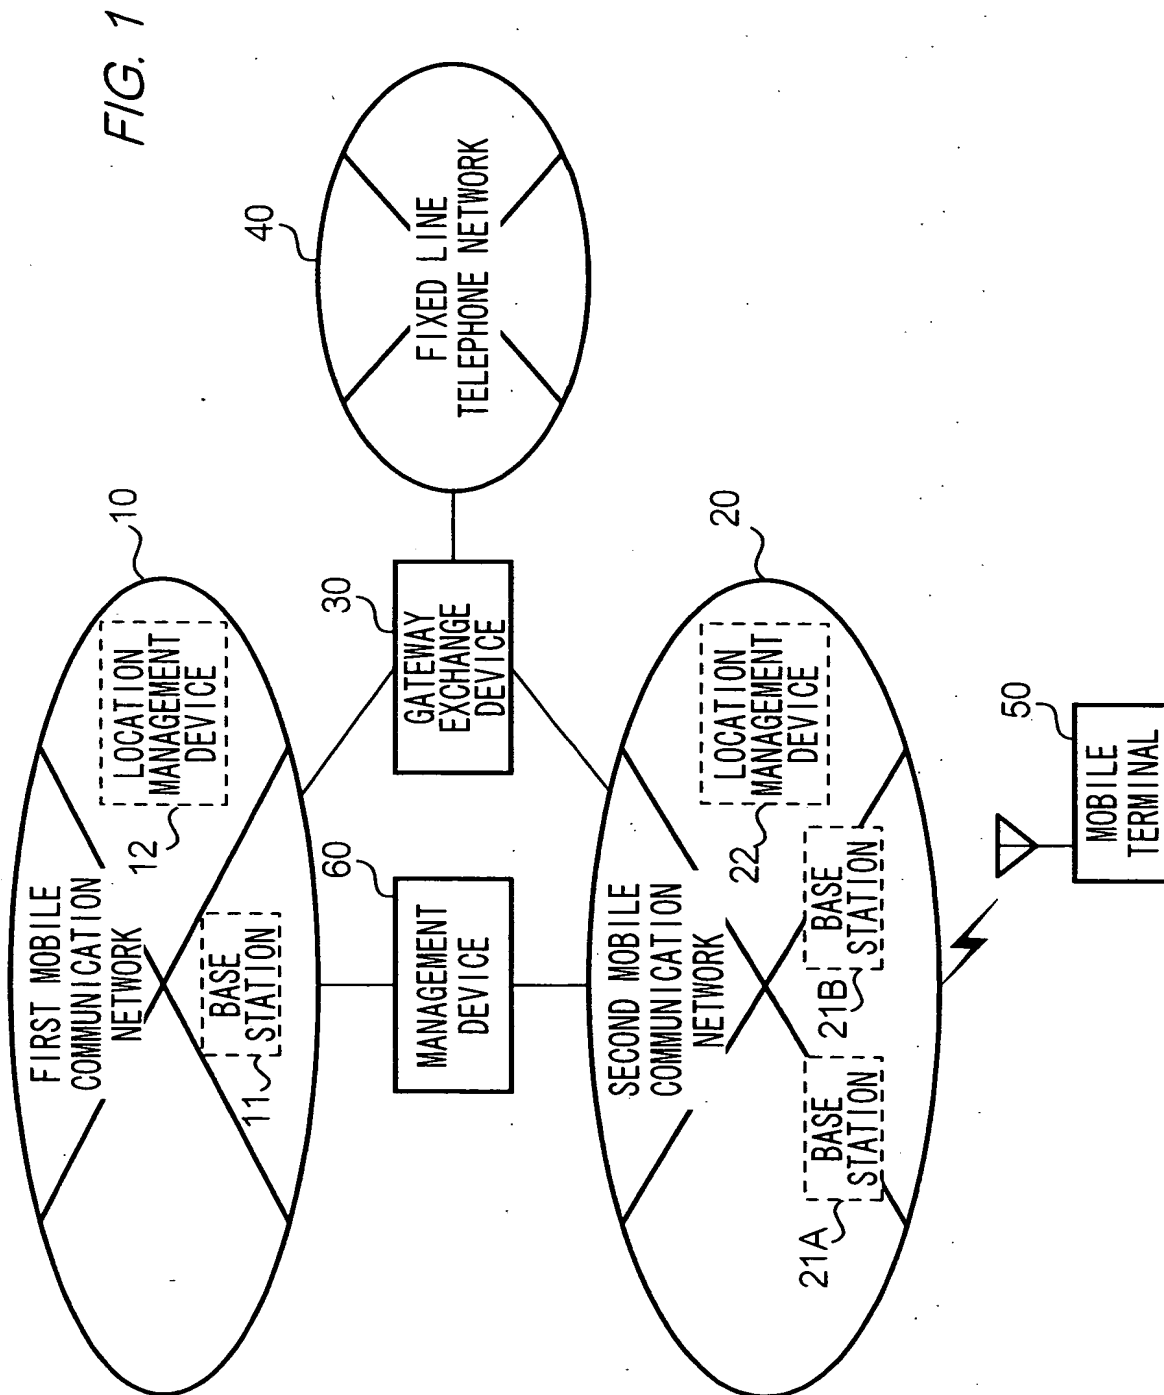 FIG. 1
10
FIRST MOBILE
COMMUNICATION
NETWORK
12
LOCATION
MANAGEMENT
DEVICE
11
BASE
STATION
60
MANAGEMENT
DEVICE
30
GATEWAY
EXCHANGE
DEVICE
40
FIXED LINE
TELEPHONE NETWORK
20
SECOND MOBILE
COMMUNICATION
NETWORK
22
LOCATION
MANAGEMENT
DEVICE
21A
BASE
STATION
21B
BASE
STATION
50
MOBILE
TERMINAL